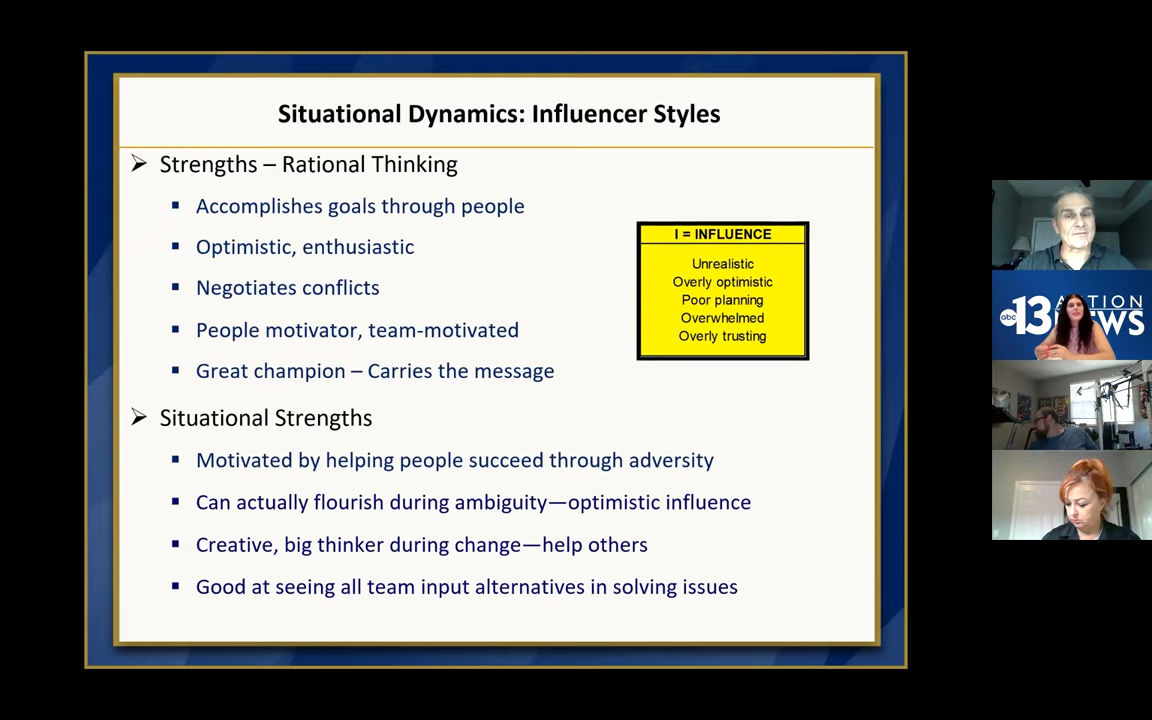 Situational Dynamics: Influencer Styles
Strengths – Rational Thinking
Accomplishes goals through people
Optimistic, enthusiastic
Negotiates conflicts
People motivator, team-motivated
Great champion – Carries the message
I = INFLUENCE
Unrealistic
Overly optimistic
Poor planning
Overwhelmed
Overly trusting
Situational Strengths
Motivated by helping people succeed through adversity
Can actually flourish during ambiguity—optimistic influence
Creative, big thinker during change—help others
Good at seeing all team input alternatives in solving issues
abc 13